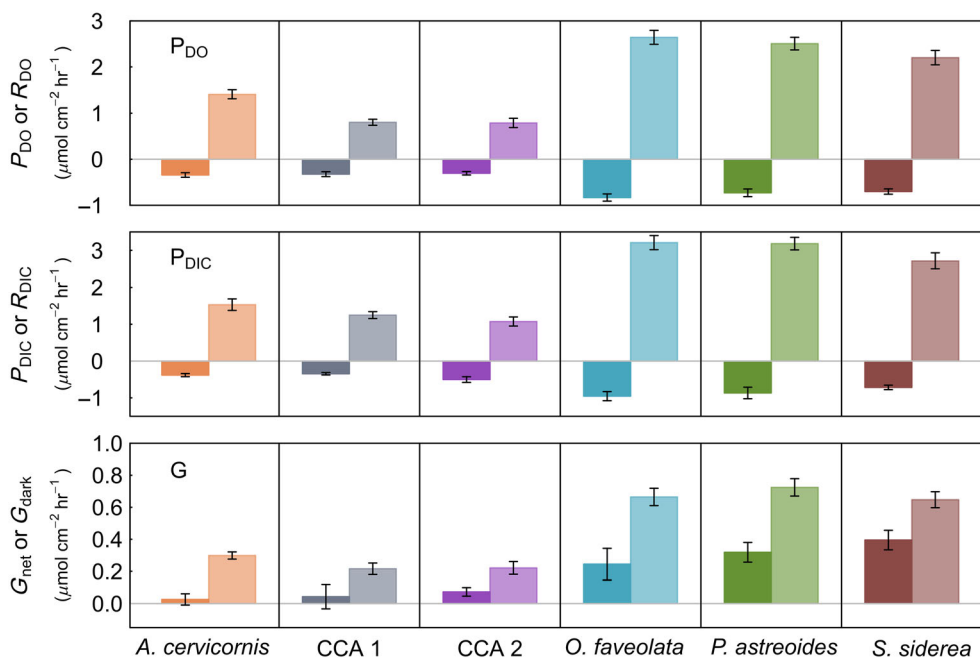 P_DO or R_DO
(μmol cm⁻² hr⁻¹)
3
2
1
0
−1
P_DO
P_DIC or R_DIC
(μmol cm⁻² hr⁻¹)
3
2
1
0
−1
P_DIC
G_net or G_dark
(μmol cm⁻² hr⁻¹)
1.0
0.8
0.6
0.4
0.2
0.0
G
A. cervicornis CCA 1 CCA 2 O. faveolata P. astreoides S. siderea